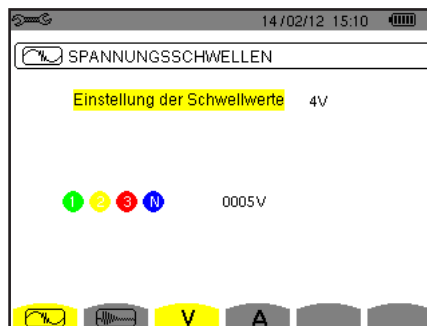 14/02/12 15:10
SPANNUNGSSCHWELLEN
Einstellung der Schwellwerte 4V
1 2 3 N 0005V
V A